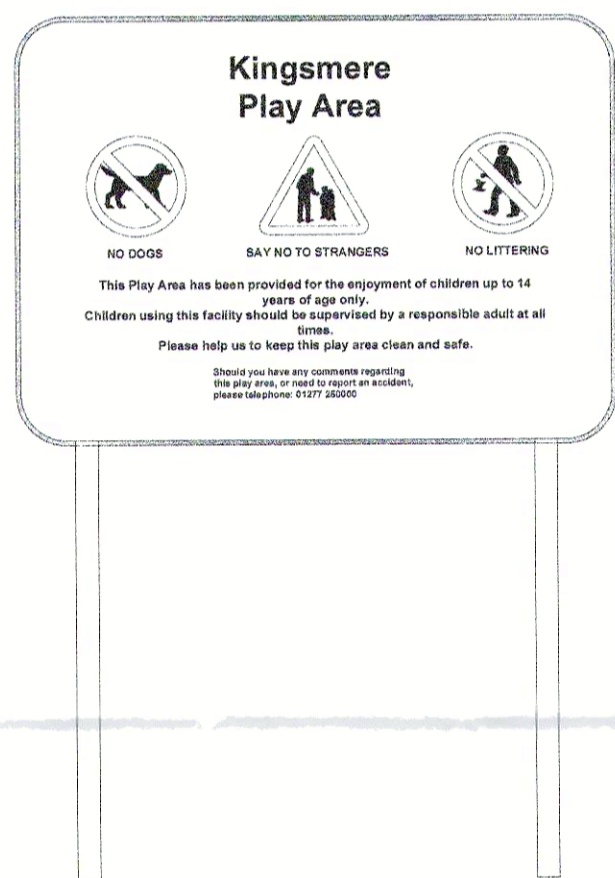 Kingsmere
Play Area
NO DOGS
SAY NO TO STRANGERS
NO LITTERING
This Play Area has been provided for the enjoyment of children up to 14
years of age only.
Children using this facility should be supervised by a responsible adult at all
times.
Please help us to keep this play area clean and safe.
Should you have any comments regarding
this play area, or need to report an accident,
please telephone: 01277 250000